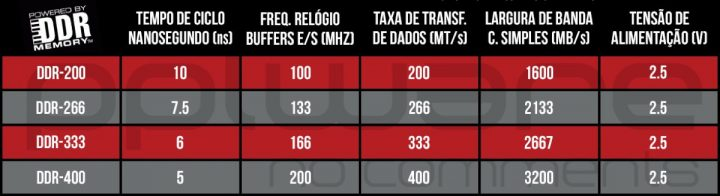 POWERED BY
DDR
MEMORY™
TEMPO DE CICLO
NANOSEGUNDO (ns)
FREQ. RELÓGIO
BUFFERS E/S (MHZ)
TAXA DE TRANSF.
DE DADOS (MT/s)
LARGURA DE BANDA
C. SIMPLES (MB/s)
TENSÃO DE
ALIMENTAÇÃO (V)
DDR-200 10 100 200 1600 2.5
DDR-266 7.5 133 266 2133 2.5
DDR-333 6 166 333 2667 2.5
DDR-400 5 200 400 3200 2.5
pplware
no comments